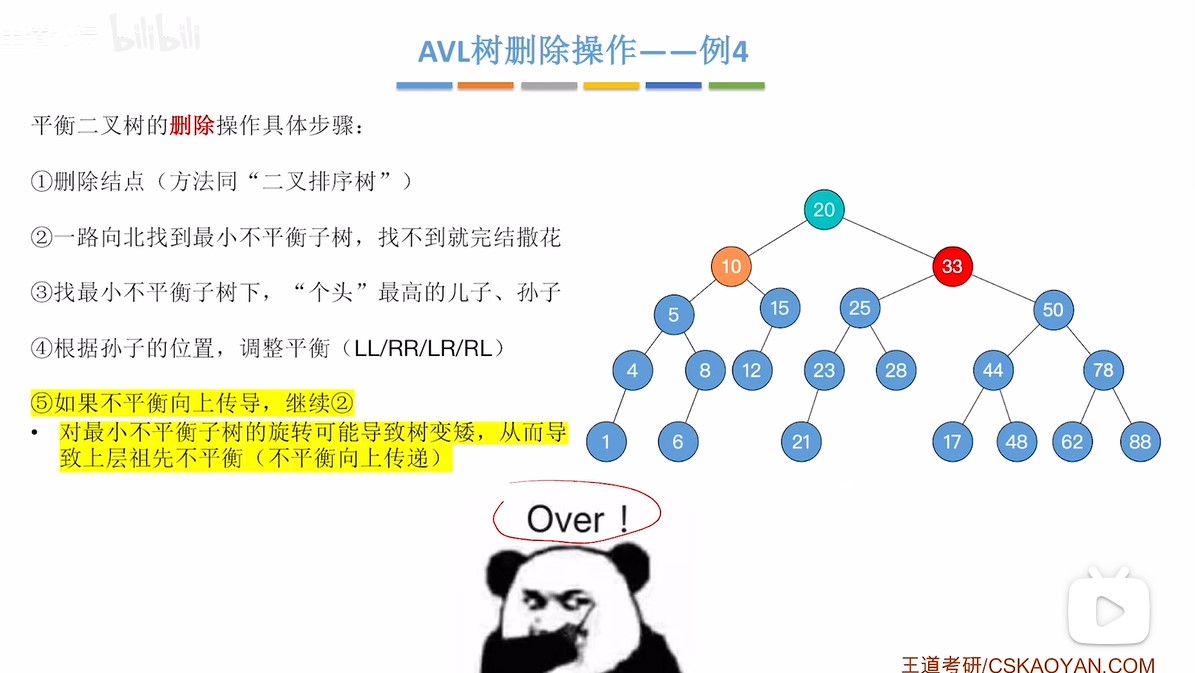 bilibili
AVL树删除操作——例4
平衡二叉树的删除操作具体步骤：
①删除结点（方法同“二叉排序树”）
②一路向北找到最小不平衡子树，找不到就完结撒花
③找最小不平衡子树下，“个头”最高的儿子、孙子
④根据孙子的位置，调整平衡（LL/RR/LR/RL）
⑤如果不平衡向上传导，继续②
• 对最小不平衡子树的旋转可能导致树变矮，从而导
致上层祖先不平衡（不平衡向上传递）
20
10 33
5 15 25 50
4 8 12 23 28 44 78
1 6 21 17 48 62 88
Over！
王道考研/CSKAOYAN.COM